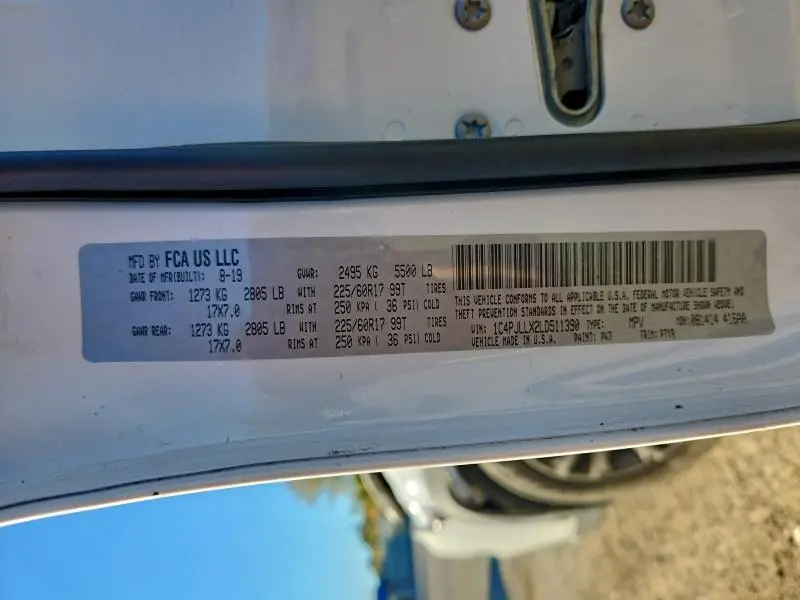 MFD BY FCA US LLC
DATE OF MFR(BUILT): 8-19 GVWR: 2495 KG 5500 LB
GAWR FRONT: 1273 KG 2805 LB WITH 225/60R17 99T TIRES
17X7.0 RIMS AT 250 KPA ( 36 PSI) COLD
GAWR REAR: 1273 KG 2805 LB WITH 225/60R17 99T TIRES
17X7.0 RIMS AT 250 KPA ( 36 PSI) COLD
THIS VEHICLE CONFORMS TO ALL APPLICABLE U.S.A. FEDERAL MOTOR VEHICLE SAFETY AND
THEFT PREVENTION STANDARDS IN EFFECT ON THE DATE OF MANUFACTURE SHOWN ABOVE.
VIN: 1C4PJLLX2LD511390 TYPE: MPV MDH: 081414 416AA
VEHICLE MADE IN U.S.A. PAINT: PW7 TRIM: